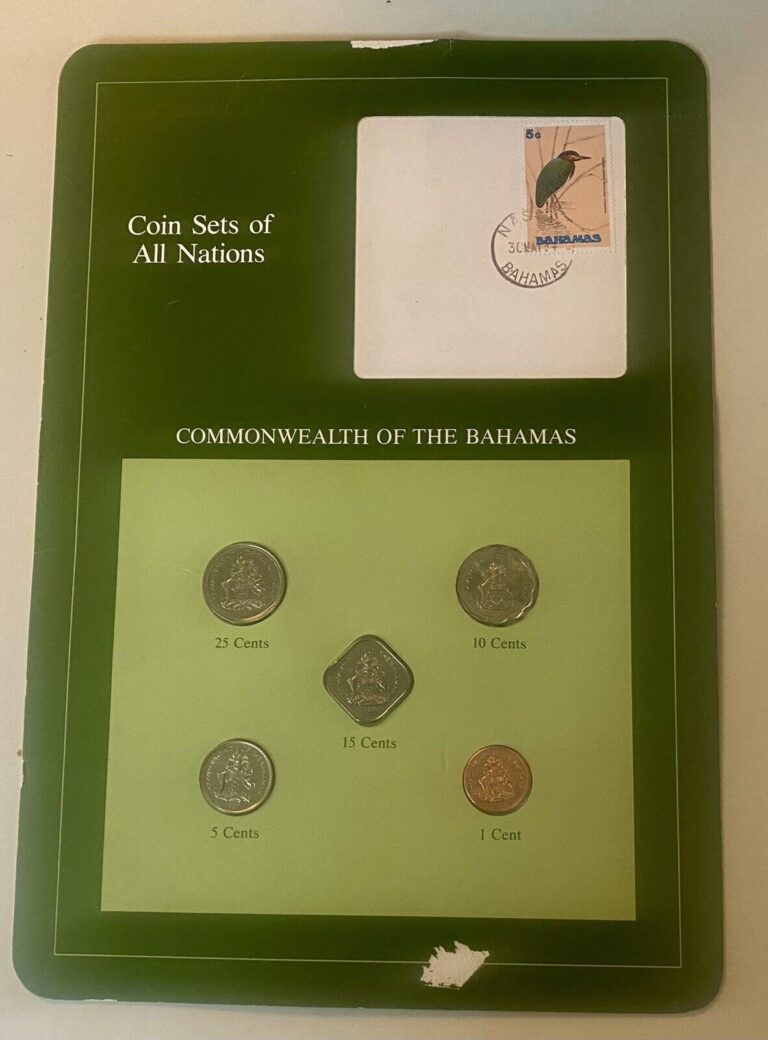 Coin Sets of
All Nations
5c
BAHAMAS
BAHAMAS
COMMONWEALTH OF THE BAHAMAS
25 Cents
10 Cents
15 Cents
5 Cents
1 Cent